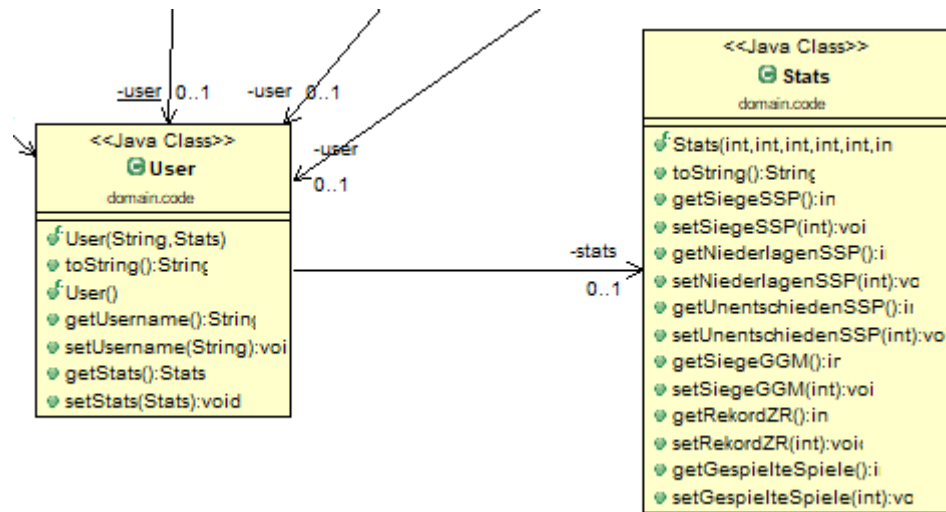 -user 0..1
-user 0..1
-user
0..1
<<Java Class>>
User
domain.code
User(String,Stats)
toString():String
User()
getUsername():String
setUsername(String):voi
getStats():Stats
setStats(Stats):void
-stats
0..1
<<Java Class>>
Stats
domain.code
Stats(int,int,int,int,int,in
toString():String
getSiegeSSP():in
setSiegeSSP(int):voi
getNiederlagenSSP():i
setNiederlagenSSP(int):vo
getUnentschiedenSSP():in
setUnentschiedenSSP(int):vo
getSiegeGGM():in
setSiegeGGM(int):voi
getRekordZR():in
setRekordZR(int):voi
getGespielteSpiele():i
setGespielteSpiele(int):vo